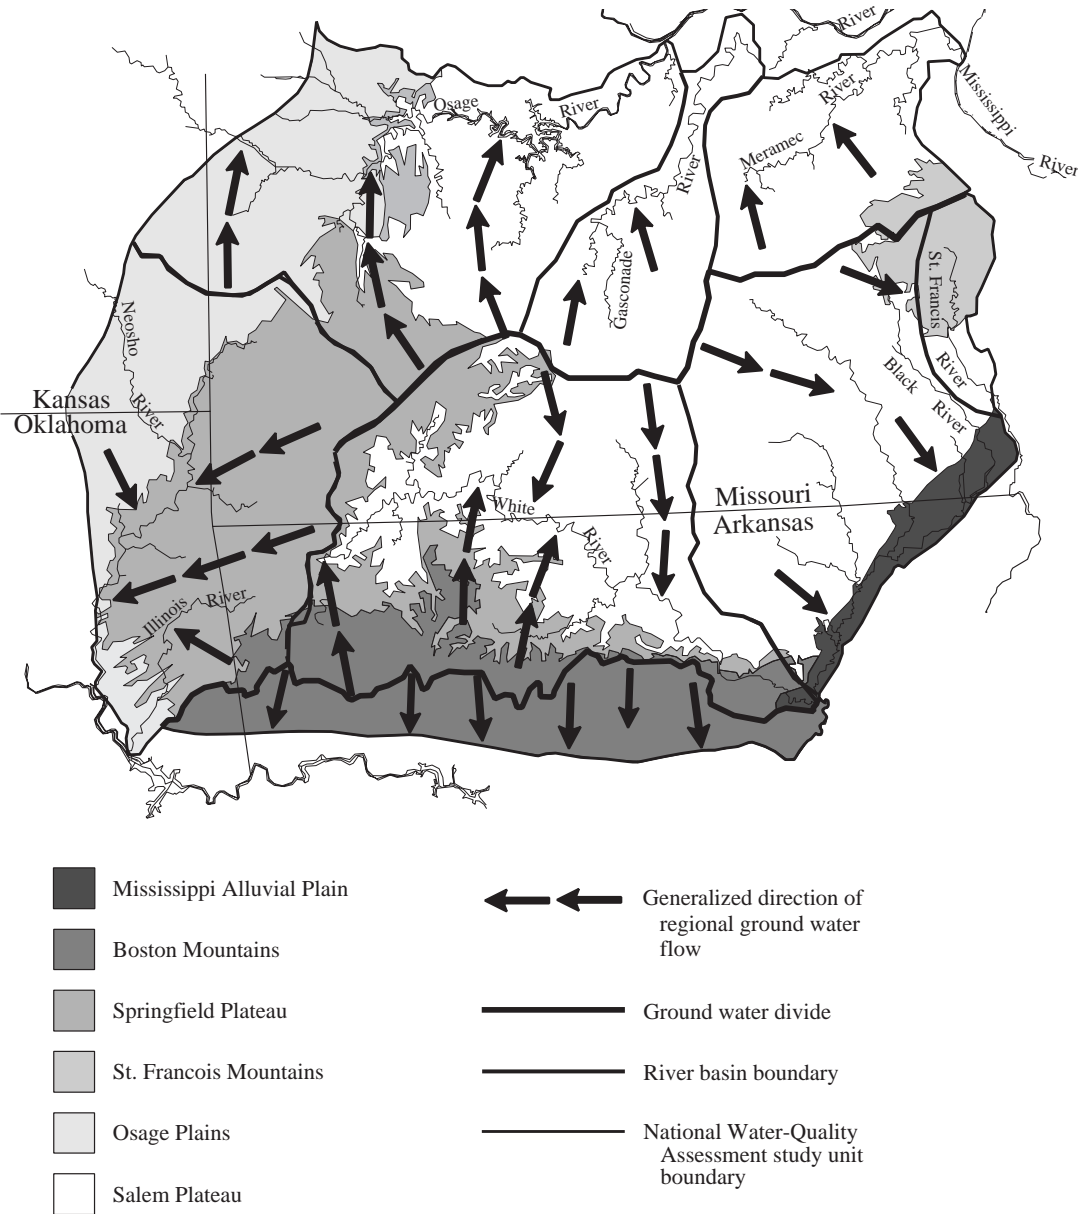 River
Osage
River
River
Meramec
River
Mississippi
River
Gasconade
St. Francis
River
Neosho
River
Black
River
Kansas
Oklahoma
Missouri
Arkansas
White
River
Illinois
River
Mississippi Alluvial Plain
Boston Mountains
Springfield Plateau
St. Francois Mountains
Osage Plains
Salem Plateau
Generalized direction of
regional ground water
flow
Ground water divide
River basin boundary
National Water-Quality
Assessment study unit
boundary